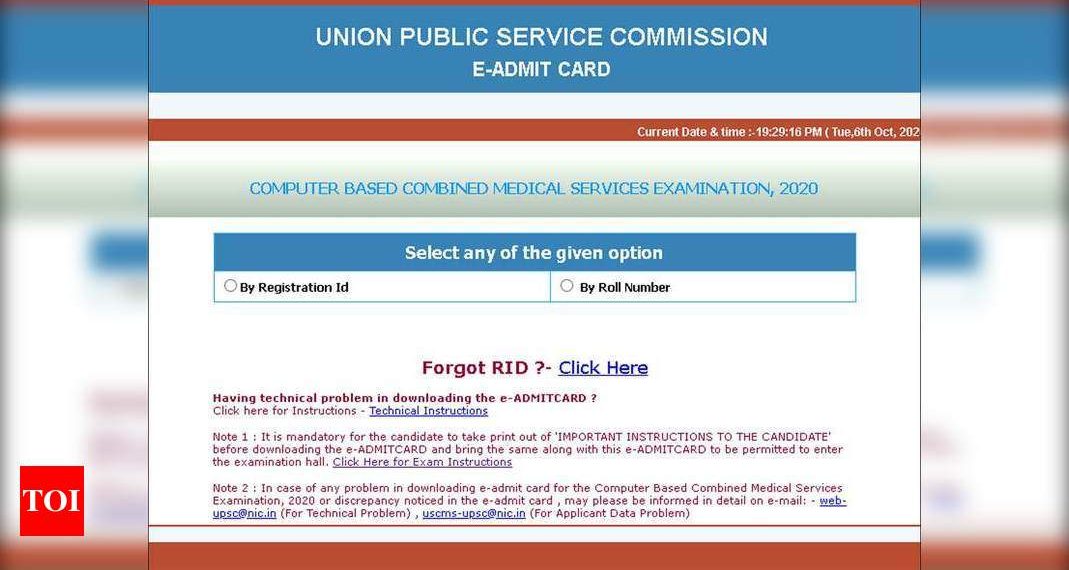 UNION PUBLIC SERVICE COMMISSION
E-ADMIT CARD
Current Date & time :-19:29:16 PM ( Tue,6th Oct, 202
COMPUTER BASED COMBINED MEDICAL SERVICES EXAMINATION, 2020
Select any of the given option
By Registration Id
By Roll Number
Forgot RID ?- Click Here
Having technical problem in downloading the e-ADMITCARD ?
Click here for Instructions - Technical Instructions
Note 1 : It is mandatory for the candidate to take print out of 'IMPORTANT INSTRUCTIONS TO THE CANDIDATE'
before downloading the e-ADMITCARD and bring the same along with this e-ADMITCARD to be permitted to enter
the examination hall. Click Here for Exam Instructions
Note 2 : In case of any problem in downloading e-admit card for the Computer Based Combined Medical Services
Examination, 2020 or discrepancy noticed in the e-admit card , may please be informed in detail on e-mail: - web-
upsc@nic.in (For Technical Problem) , uscms-upsc@nic.in (For Applicant Data Problem)
TOI